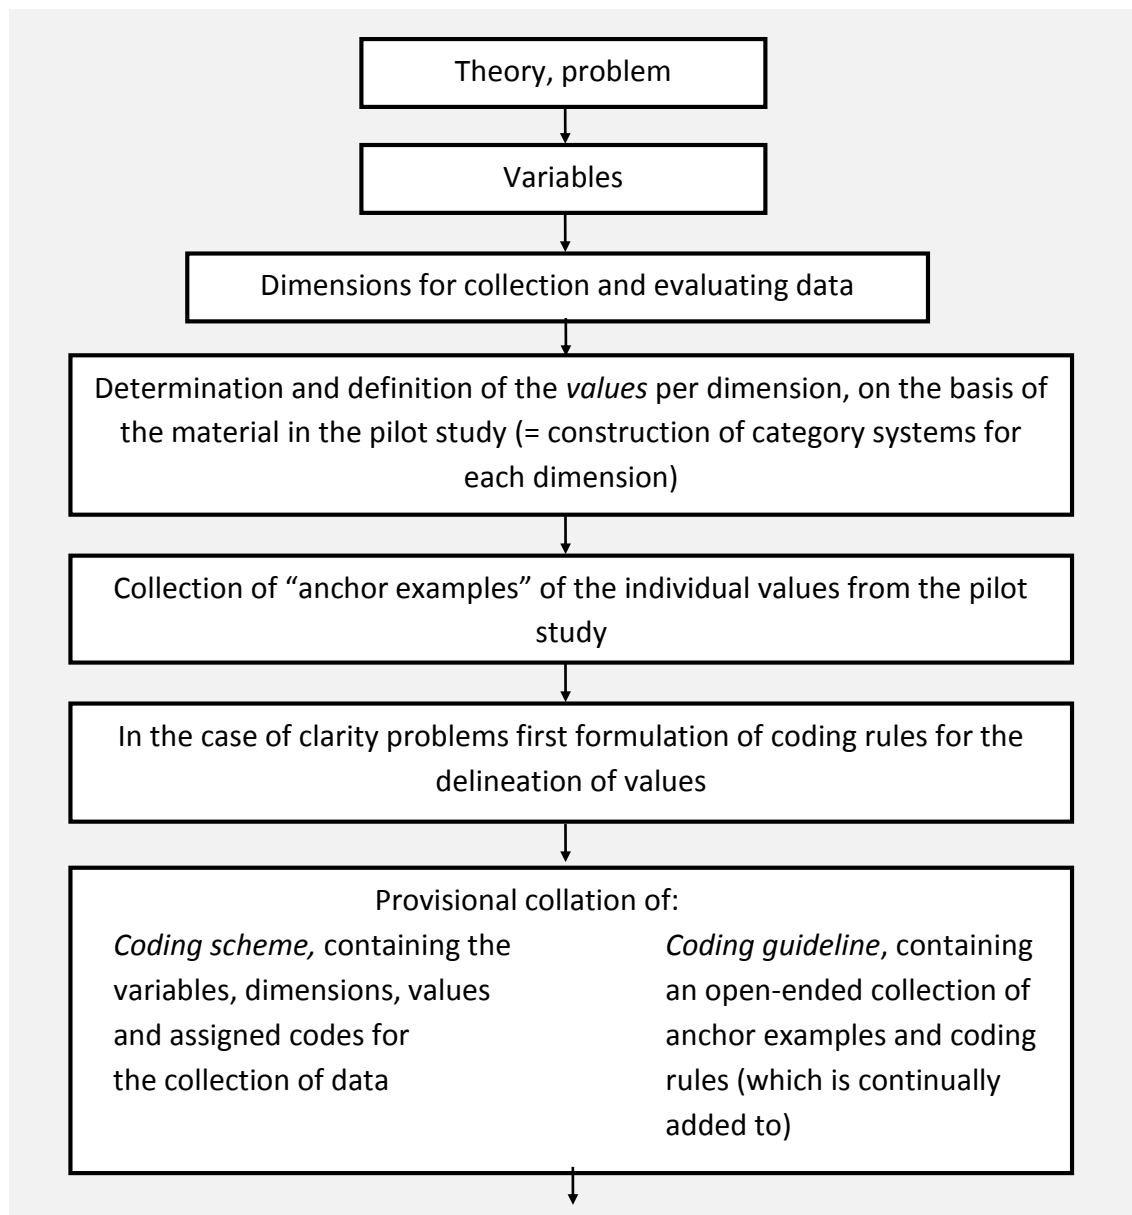 Theory, problem
Variables
Dimensions for collection and evaluating data
Determination and definition of the values per dimension, on the basis of
the material in the pilot study (= construction of category systems for
each dimension)
Collection of “anchor examples” of the individual values from the pilot
study
In the case of clarity problems first formulation of coding rules for the
delineation of values
Provisional collation of:
Coding scheme, containing the
variables, dimensions, values
and assigned codes for
the collection of data
Coding guideline, containing
an open-ended collection of
anchor examples and coding
rules (which is continually
added to)